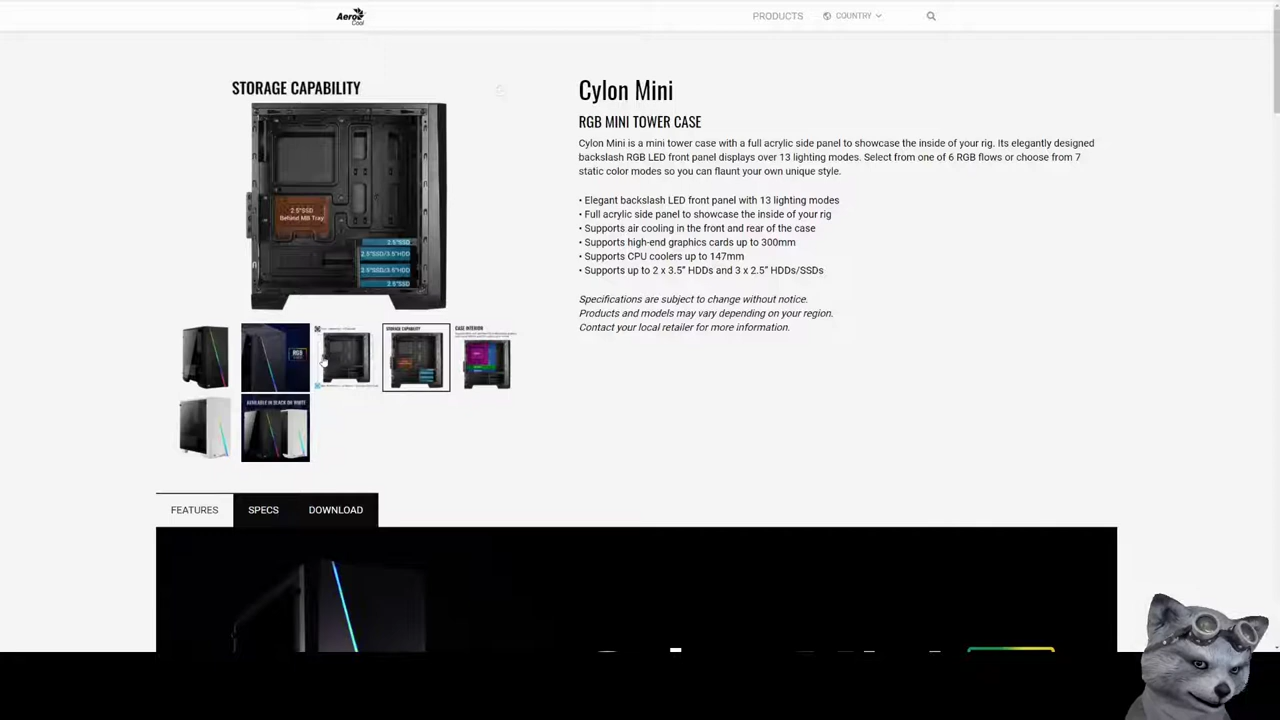 Aero
Cool
PRODUCTS
COUNTRY
STORAGE CAPABILITY
2.5"SSD
Behind MB Tray
2.5"SSD
2.5"SSD/3.5"HDD
2.5"SSD/3.5"HDD
2.5"SSD
Cylon Mini
RGB MINI TOWER CASE
Cylon Mini is a mini tower case with a full acrylic side panel to showcase the inside of your rig. Its elegantly designed
backslash RGB LED front panel displays over 13 lighting modes. Select from one of 6 RGB flows or choose from 7
static color modes so you can flaunt your own unique style.
• Elegant backslash LED front panel with 13 lighting modes
• Full acrylic side panel to showcase the inside of your rig
• Supports air cooling in the front and rear of the case
• Supports high-end graphics cards up to 300mm
• Supports CPU coolers up to 147mm
• Supports up to 2 x 3.5" HDDs and 3 x 2.5" HDDs/SSDs
Specifications are subject to change without notice.
Products and models may vary depending on your region.
Contact your local retailer for more information.
RGB
STORAGE CAPABILITY
CASE INTERIOR
AVAILABLE IN BLACK OR WHITE
FEATURES
SPECS
DOWNLOAD